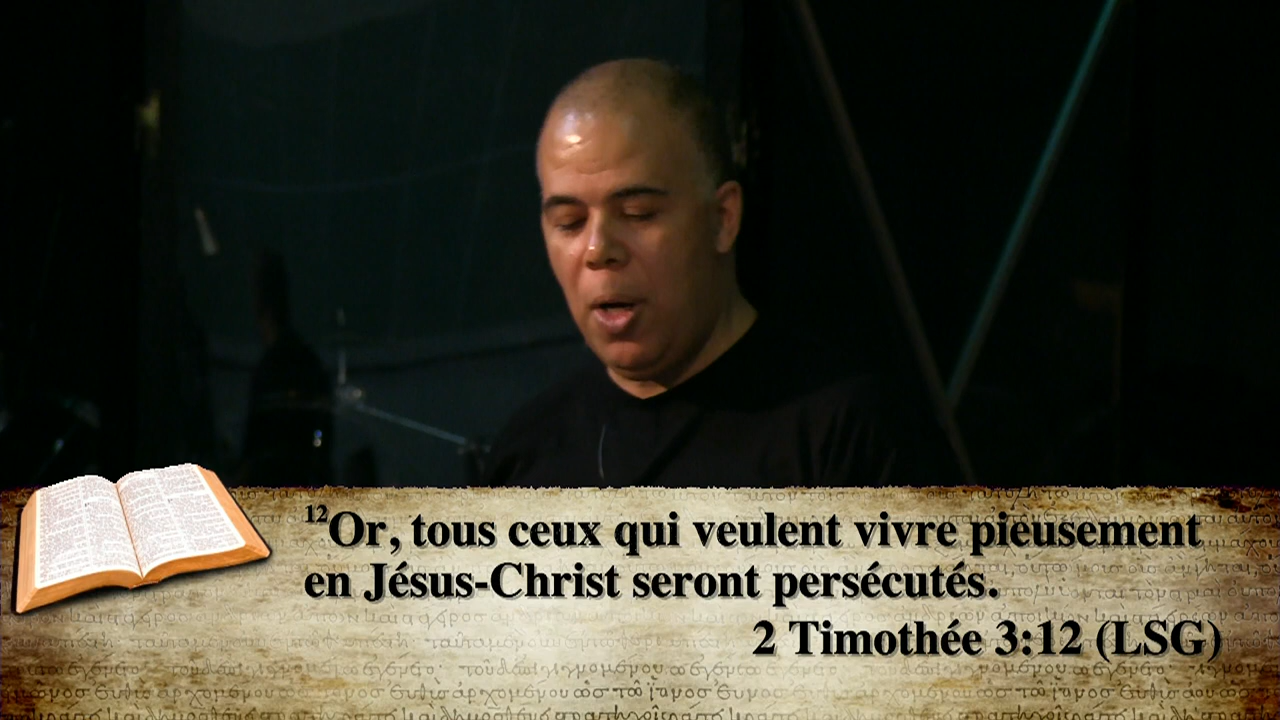 ¹²Or, tous ceux qui veulent vivre pieusement
en Jésus-Christ seront persécutés.
2 Timothée 3:12 (LSG)